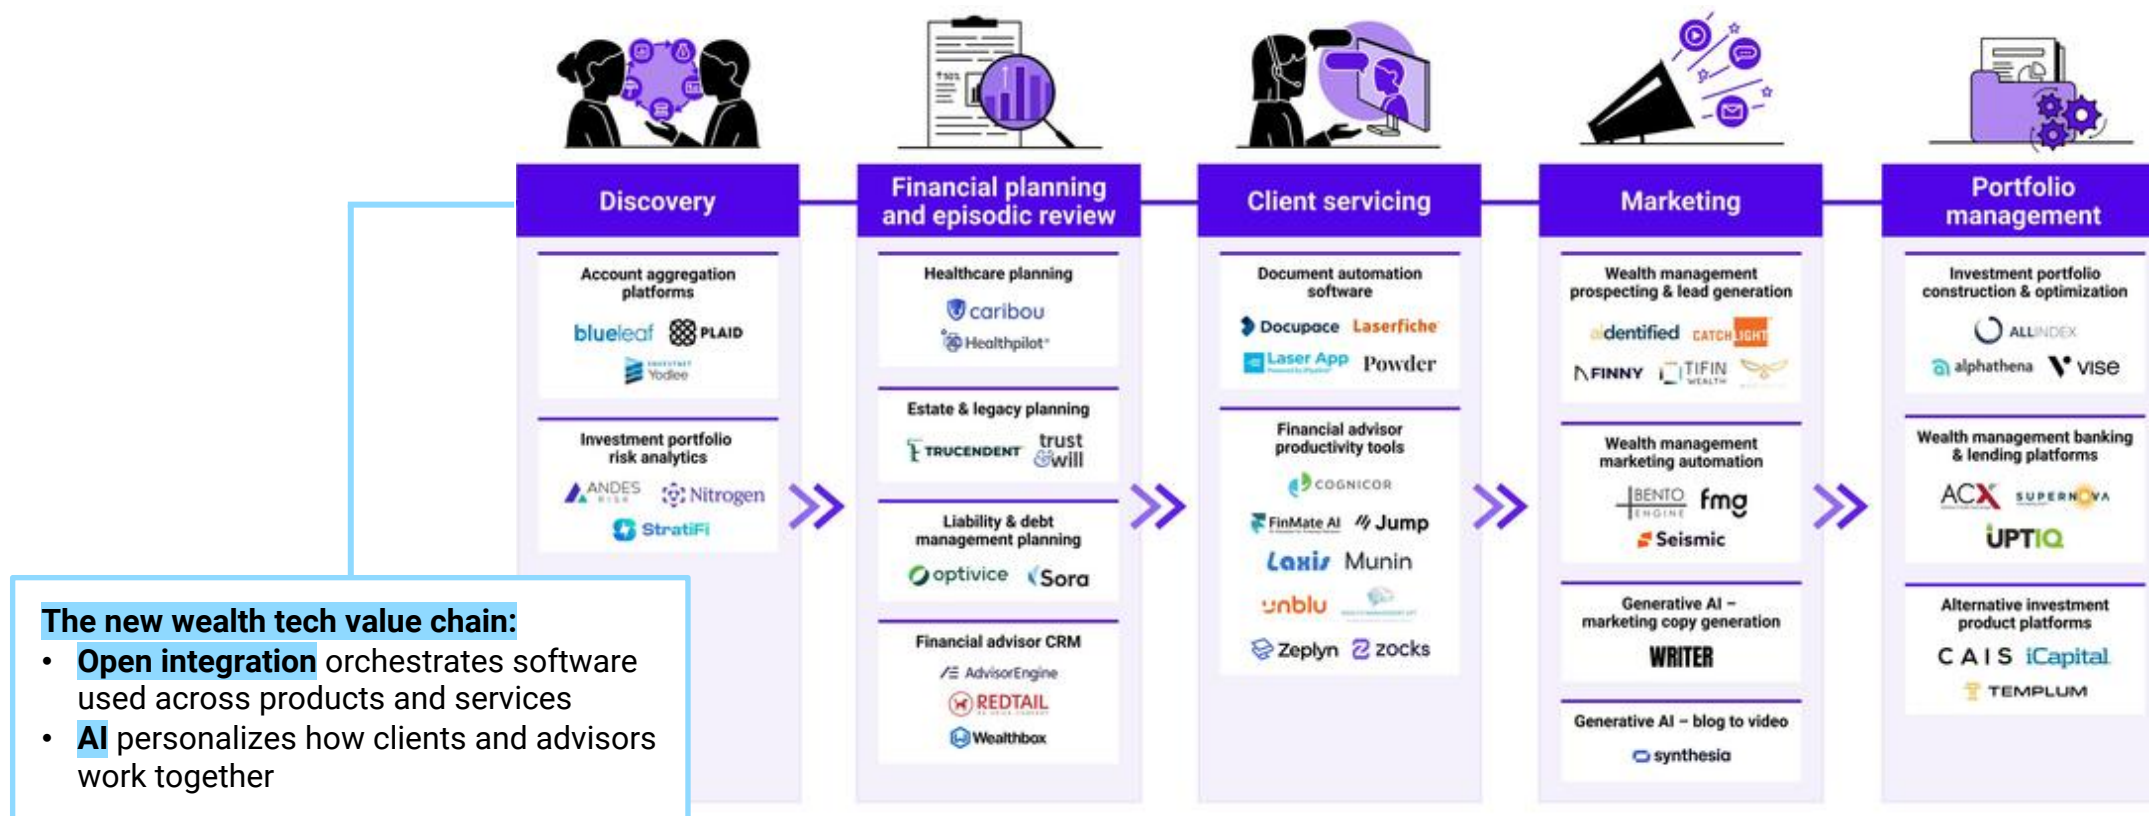 Discovery
Account aggregation
platforms
blueleaf PLAID
ENVESTNET
Yodlee
Investment portfolio
risk analytics
ANDES
RISK
Nitrogen
StratiFi
Financial planning
and episodic review
Healthcare planning
caribou
Healthpilot
Estate & legacy planning
TRUCENDENT
trust
&will
Liability & debt
management planning
optivice Sora
Financial advisor CRM
AdvisorEngine
REDTAIL
Wealthbox
Client servicing
Document automation
software
Docupace Laserfiche
Laser App Powder
Financial advisor
productivity tools
COGNICOR
FinMate AI Jump
Laxis Munin
unblu
Zeplyn zocks
Marketing
Wealth management
prospecting & lead generation
aidentified CATCHLIGHT
FINNY TIFIN
WEALTH
Wealth management
marketing automation
BENTO
ENGINE
fmg
Seismic
Generative AI –
marketing copy generation
WRITER
Generative AI – blog to video
synthesia
Portfolio
management
Investment portfolio
construction & optimization
ALLINDEX
alphathena vise
Wealth management banking
& lending platforms
ACX SUPERNOVA
UPTIQ
Alternative investment
product platforms
CAIS iCapital
TEMPLUM
The new wealth tech value chain:
• Open integration orchestrates software
used across products and services
• AI personalizes how clients and advisors
work together